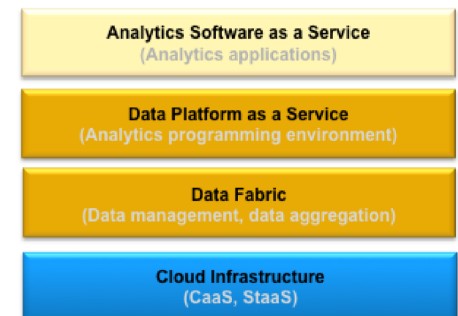 Analytics Software as a Service
(Analytics applications)
Data Platform as a Service
(Analytics programming environment)
Data Fabric
(Data management, data aggregation)
Cloud Infrastructure
(CaaS, StaaS)